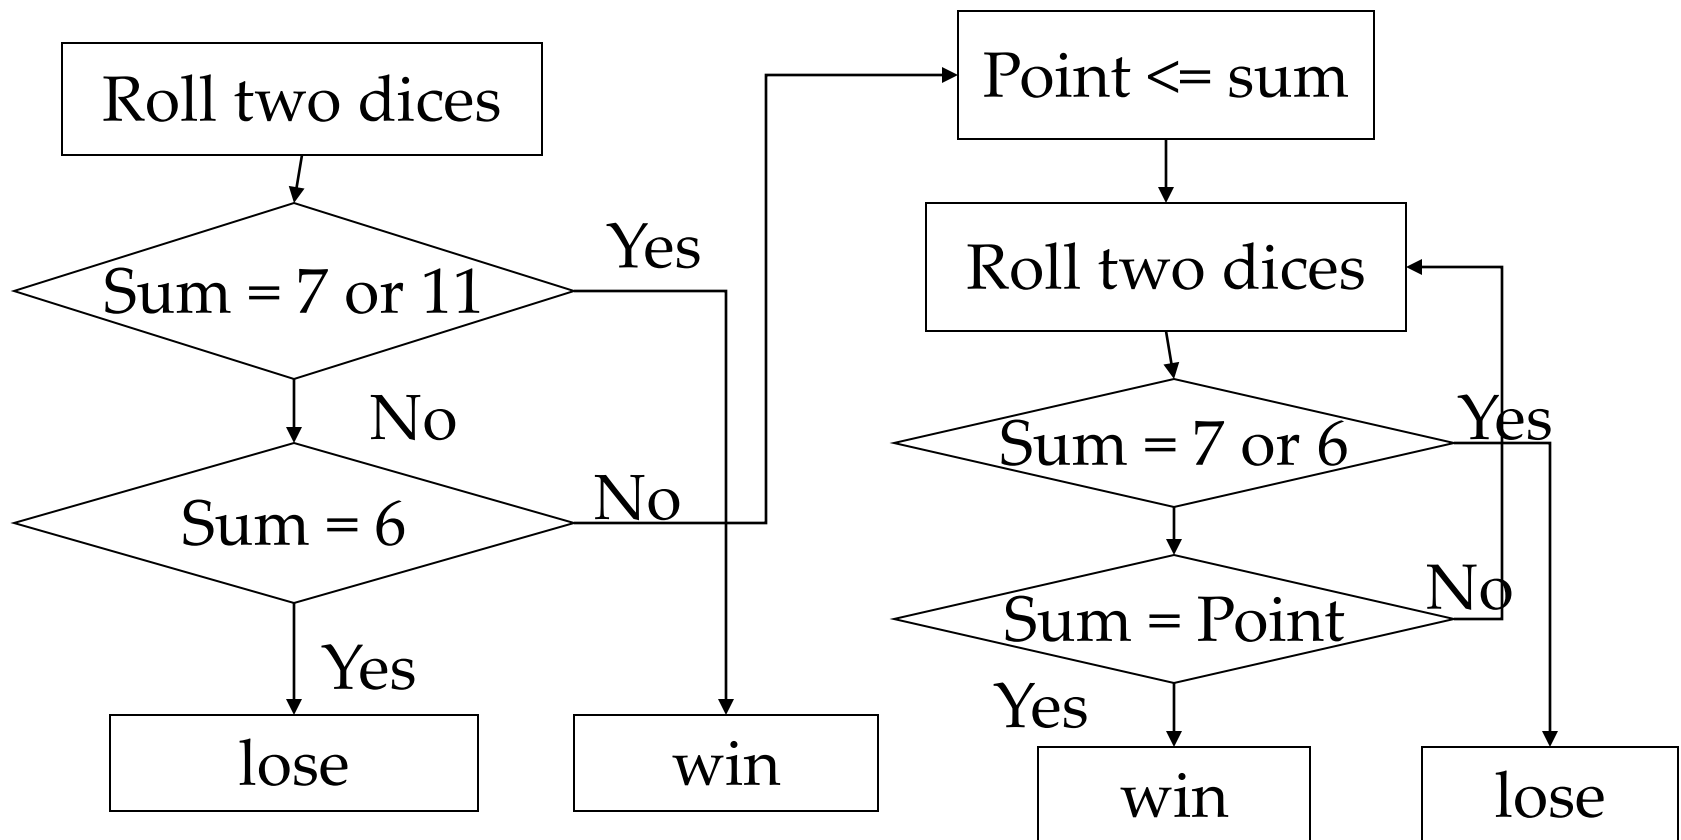 Roll two dices
Sum = 7 or 11
Yes
No
Sum = 6
No
Yes
lose
win
Point <= sum
Roll two dices
Sum = 7 or 6
Yes
Sum = Point
No
Yes
win
lose